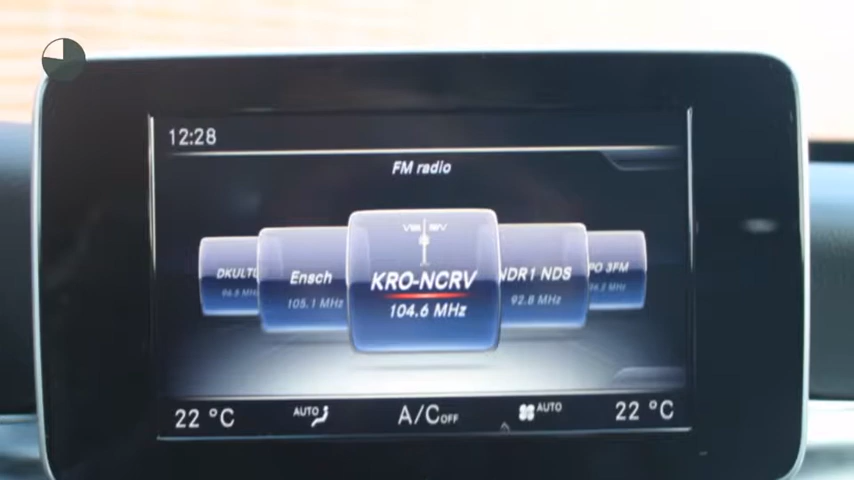 12:28
FM radio
DKULTU Ensch KRO-NCRV NDR1 NDS PO 3FM
105.1 MHz 104.6 MHz 92.8 MHz
22 °C AUTO A/C OFF AUTO 22 °C